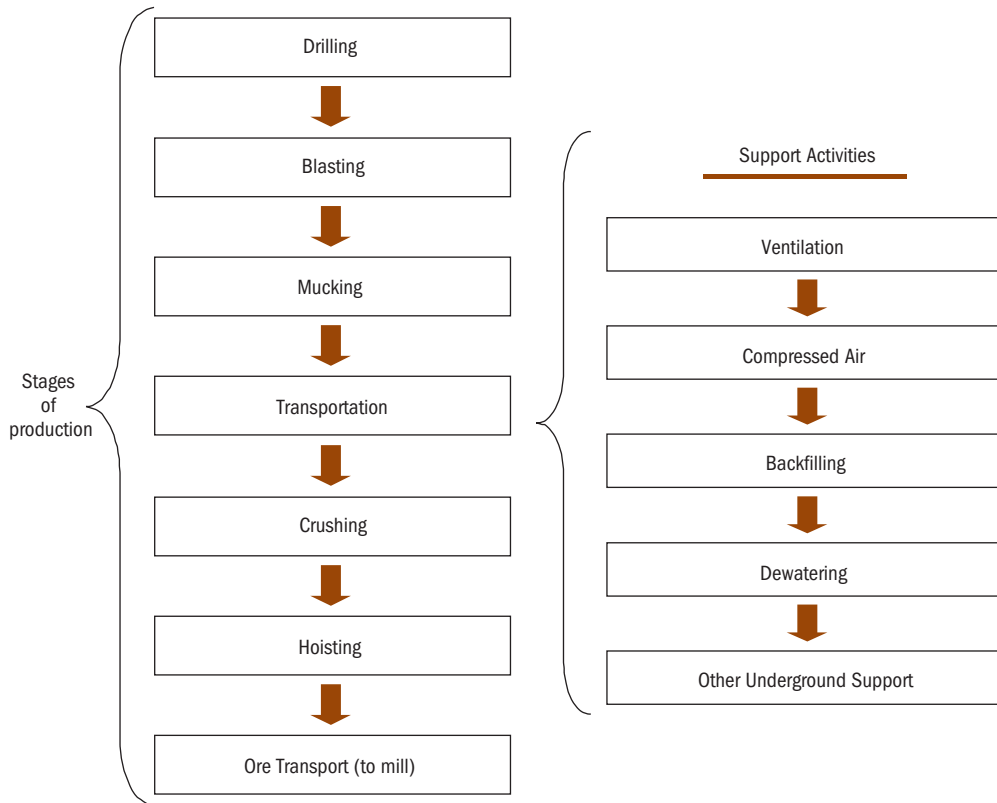 Stages
of
production
Drilling
Blasting
Mucking
Transportation
Crushing
Hoisting
Ore Transport (to mill)
Support Activities
Ventilation
Compressed Air
Backfilling
Dewatering
Other Underground Support